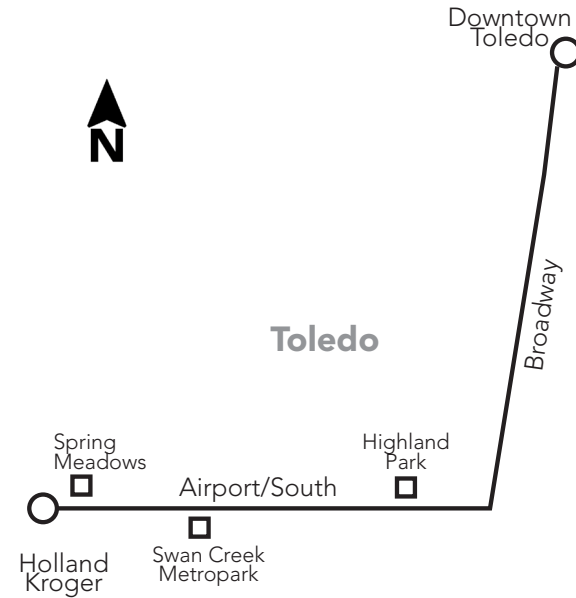 Downtown
Toledo
N
Broadway
Toledo
Spring
Meadows
Highland
Park
Airport/South
Holland
Kroger
Swan Creek
Metropark